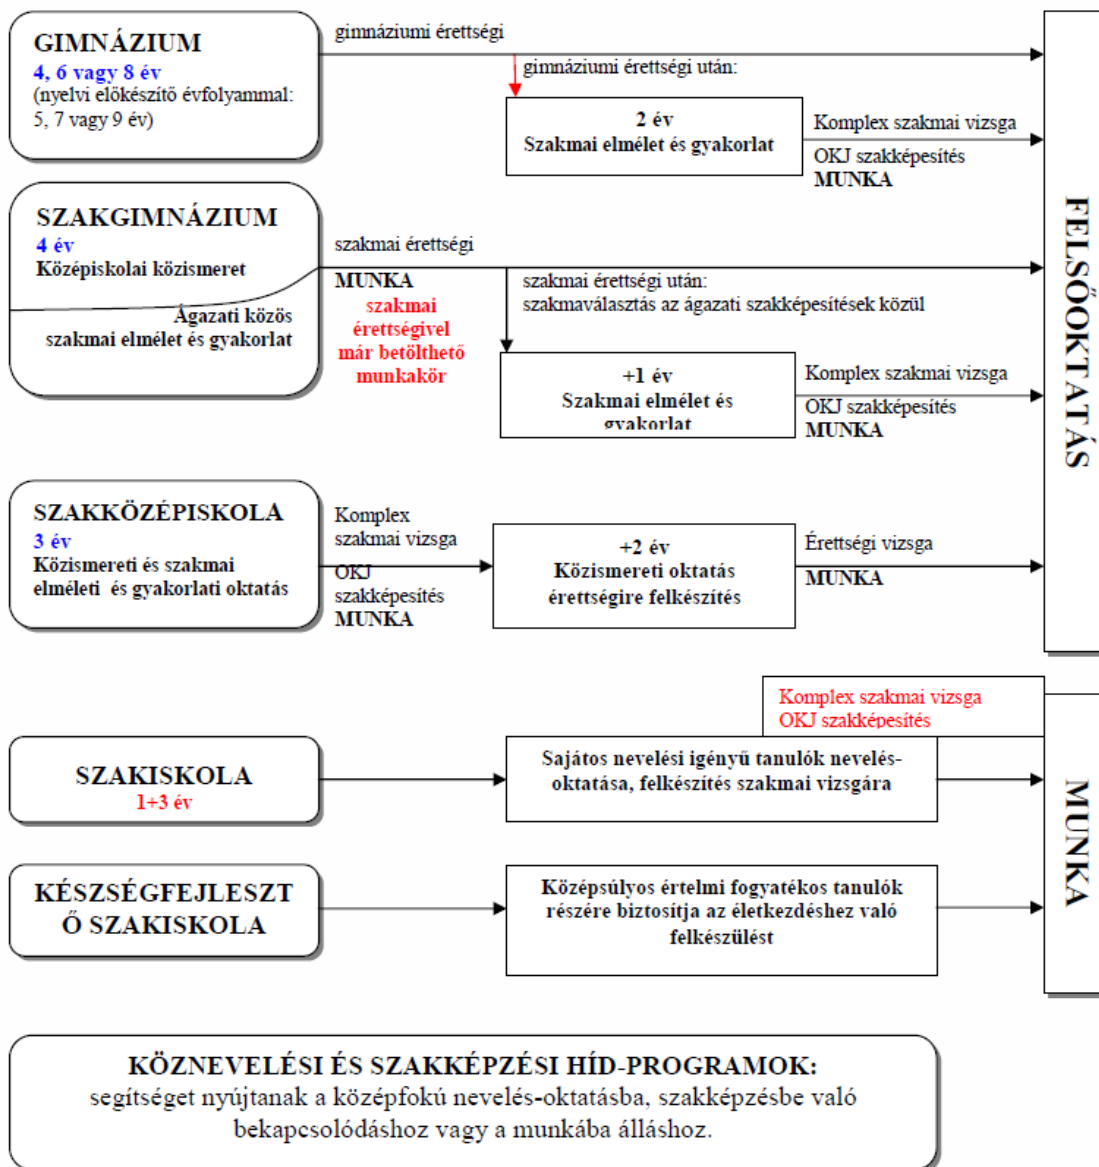 GIMNÁZIUM
4, 6 vagy 8 év
(nyelvi előkészítő évfolyammal:
5, 7 vagy 9 év)
gimnáziumi érettségi
gimnáziumi érettségi után:
2 év
Szakmai elmélet és gyakorlat
Komplex szakmai vizsga
OKJ szakképesítés
MUNKA
SZAKGIMNÁZIUM
4 év
Középiskolai közismeret
Ágazati közös
szakmai elmélet és gyakorlat
szakmai érettségi
MUNKA
szakmai
érettségivel
már betölthető
munkakör
szakmai érettségi után:
szakmaválasztás az ágazati szakképesítések közül
+1 év
Szakmai elmélet és
gyakorlat
Komplex szakmai vizsga
OKJ szakképesítés
MUNKA
FELSŐOKTATÁS
SZAKKÖZÉPISKOLA
3 év
Közismereti és szakmai
elméleti és gyakorlati oktatás
Komplex
szakmai vizsga
OKJ
szakképesítés
MUNKA
+2 év
Közismereti oktatás
érettségire felkészítés
Érettségi vizsga
MUNKA
Komplex szakmai vizsga
OKJ szakképesítés
SZAKISKOLA
1+3 év
Sajátos nevelési igényű tanulók nevelés-
oktatása, felkészítés szakmai vizsgára
MUNKA
KÉSZSÉGFEJLESZT
Ő SZAKISKOLA
Középsúlyos értelmi fogyatékos tanulók
részére biztosítja az életkezdéshez való
felkészülést
KÖZNEVELÉSI ÉS SZAKKÉPZÉSI HÍD-PROGRAMOK:
segítséget nyújtanak a középfokú nevelés-oktatásba, szakképzésbe való
bekapcsolódáshoz vagy a munkába álláshoz.